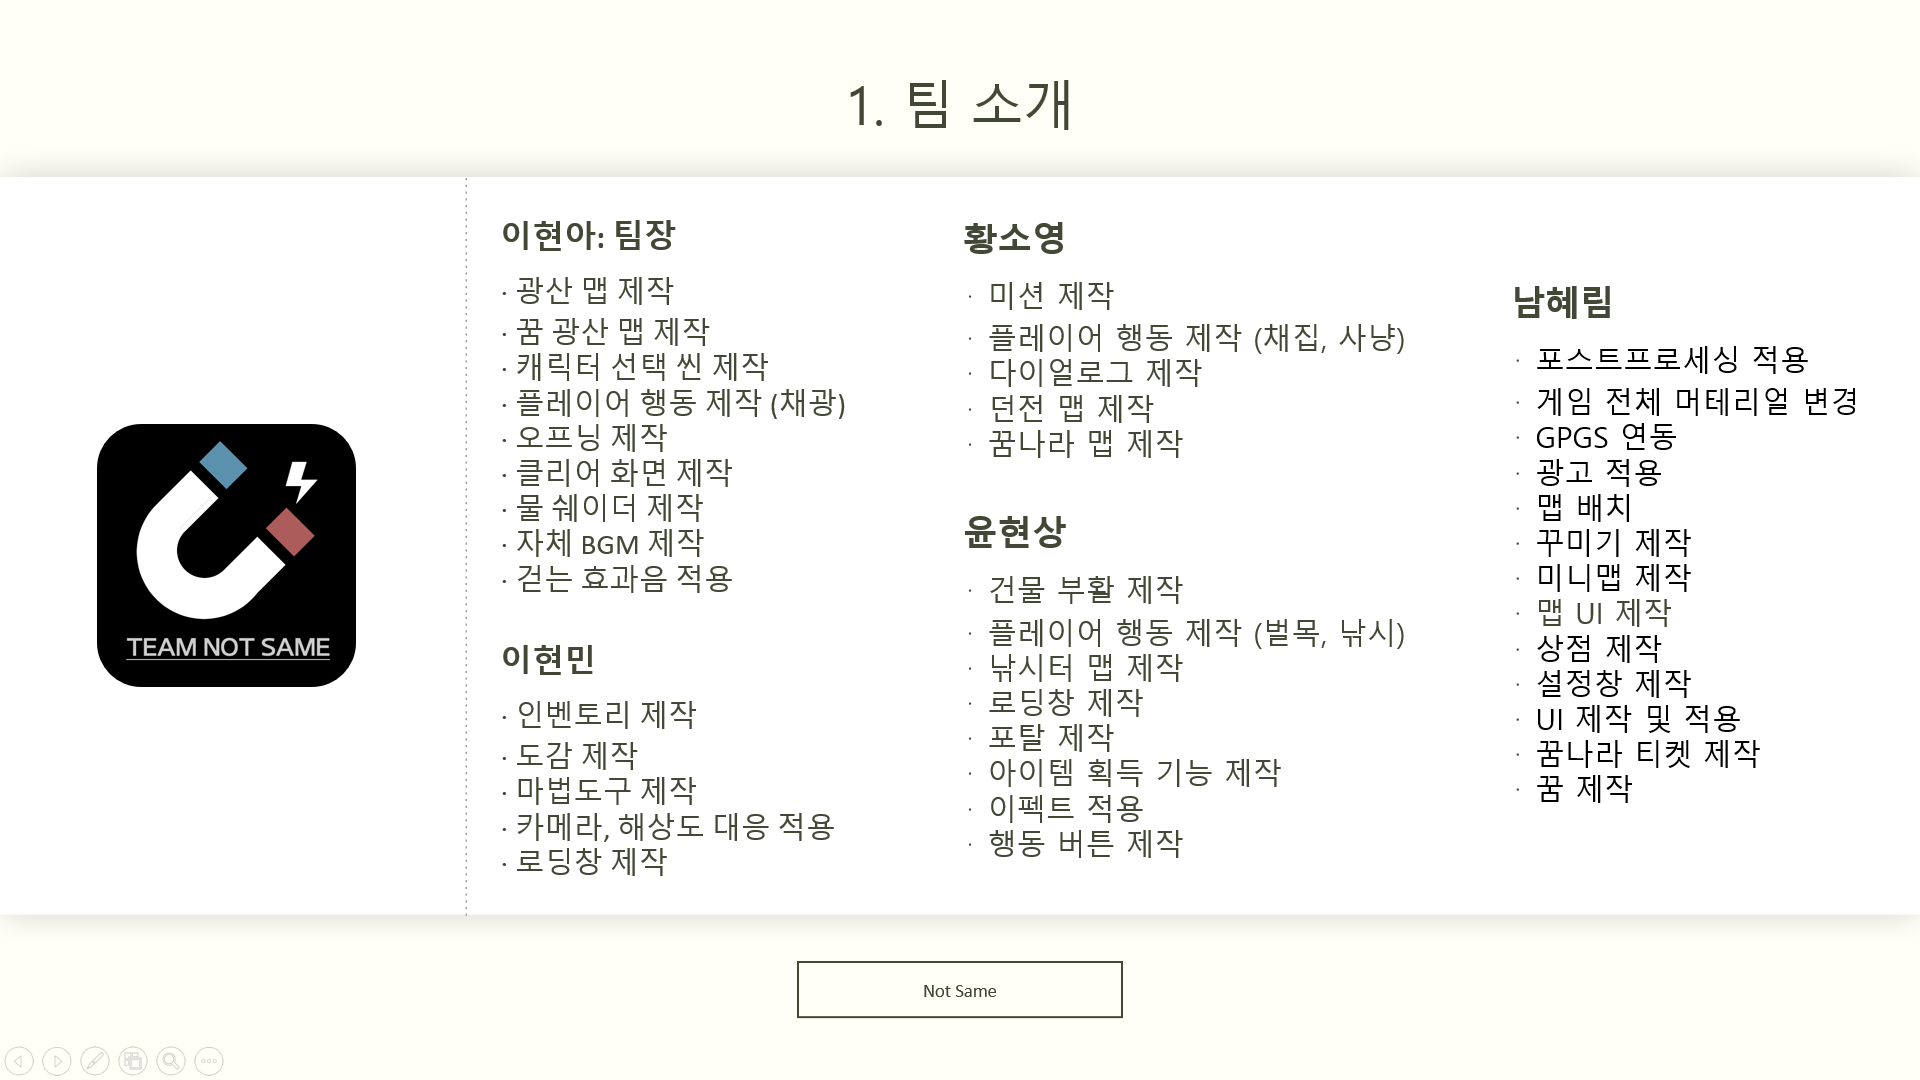 1. 팀 소개
TEAM NOT SAME
이현아: 팀장
· 광산 맵 제작
· 꿈 광산 맵 제작
· 캐릭터 선택 씬 제작
· 플레이어 행동 제작 (채광)
· 오프닝 제작
· 클리어 화면 제작
· 물 쉐이더 제작
· 자체 BGM 제작
· 걷는 효과음 적용
이현민
· 인벤토리 제작
· 도감 제작
· 마법도구 제작
· 카메라, 해상도 대응 적용
· 로딩창 제작
황소영
· 미션 제작
· 플레이어 행동 제작 (채집, 사냥)
· 다이얼로그 제작
· 던전 맵 제작
· 꿈나라 맵 제작
윤현상
· 건물 부활 제작
· 플레이어 행동 제작 (벌목, 낚시)
· 낚시터 맵 제작
· 로딩창 제작
· 포탈 제작
· 아이템 획득 기능 제작
· 이펙트 적용
· 행동 버튼 제작
남혜림
· 포스트프로세싱 적용
· 게임 전체 머테리얼 변경
· GPGS 연동
· 광고 적용
· 맵 배치
· 꾸미기 제작
· 미니맵 제작
· 맵 UI 제작
· 상점 제작
· 설정창 제작
· UI 제작 및 적용
· 꿈나라 티켓 제작
· 꿈 제작
Not Same